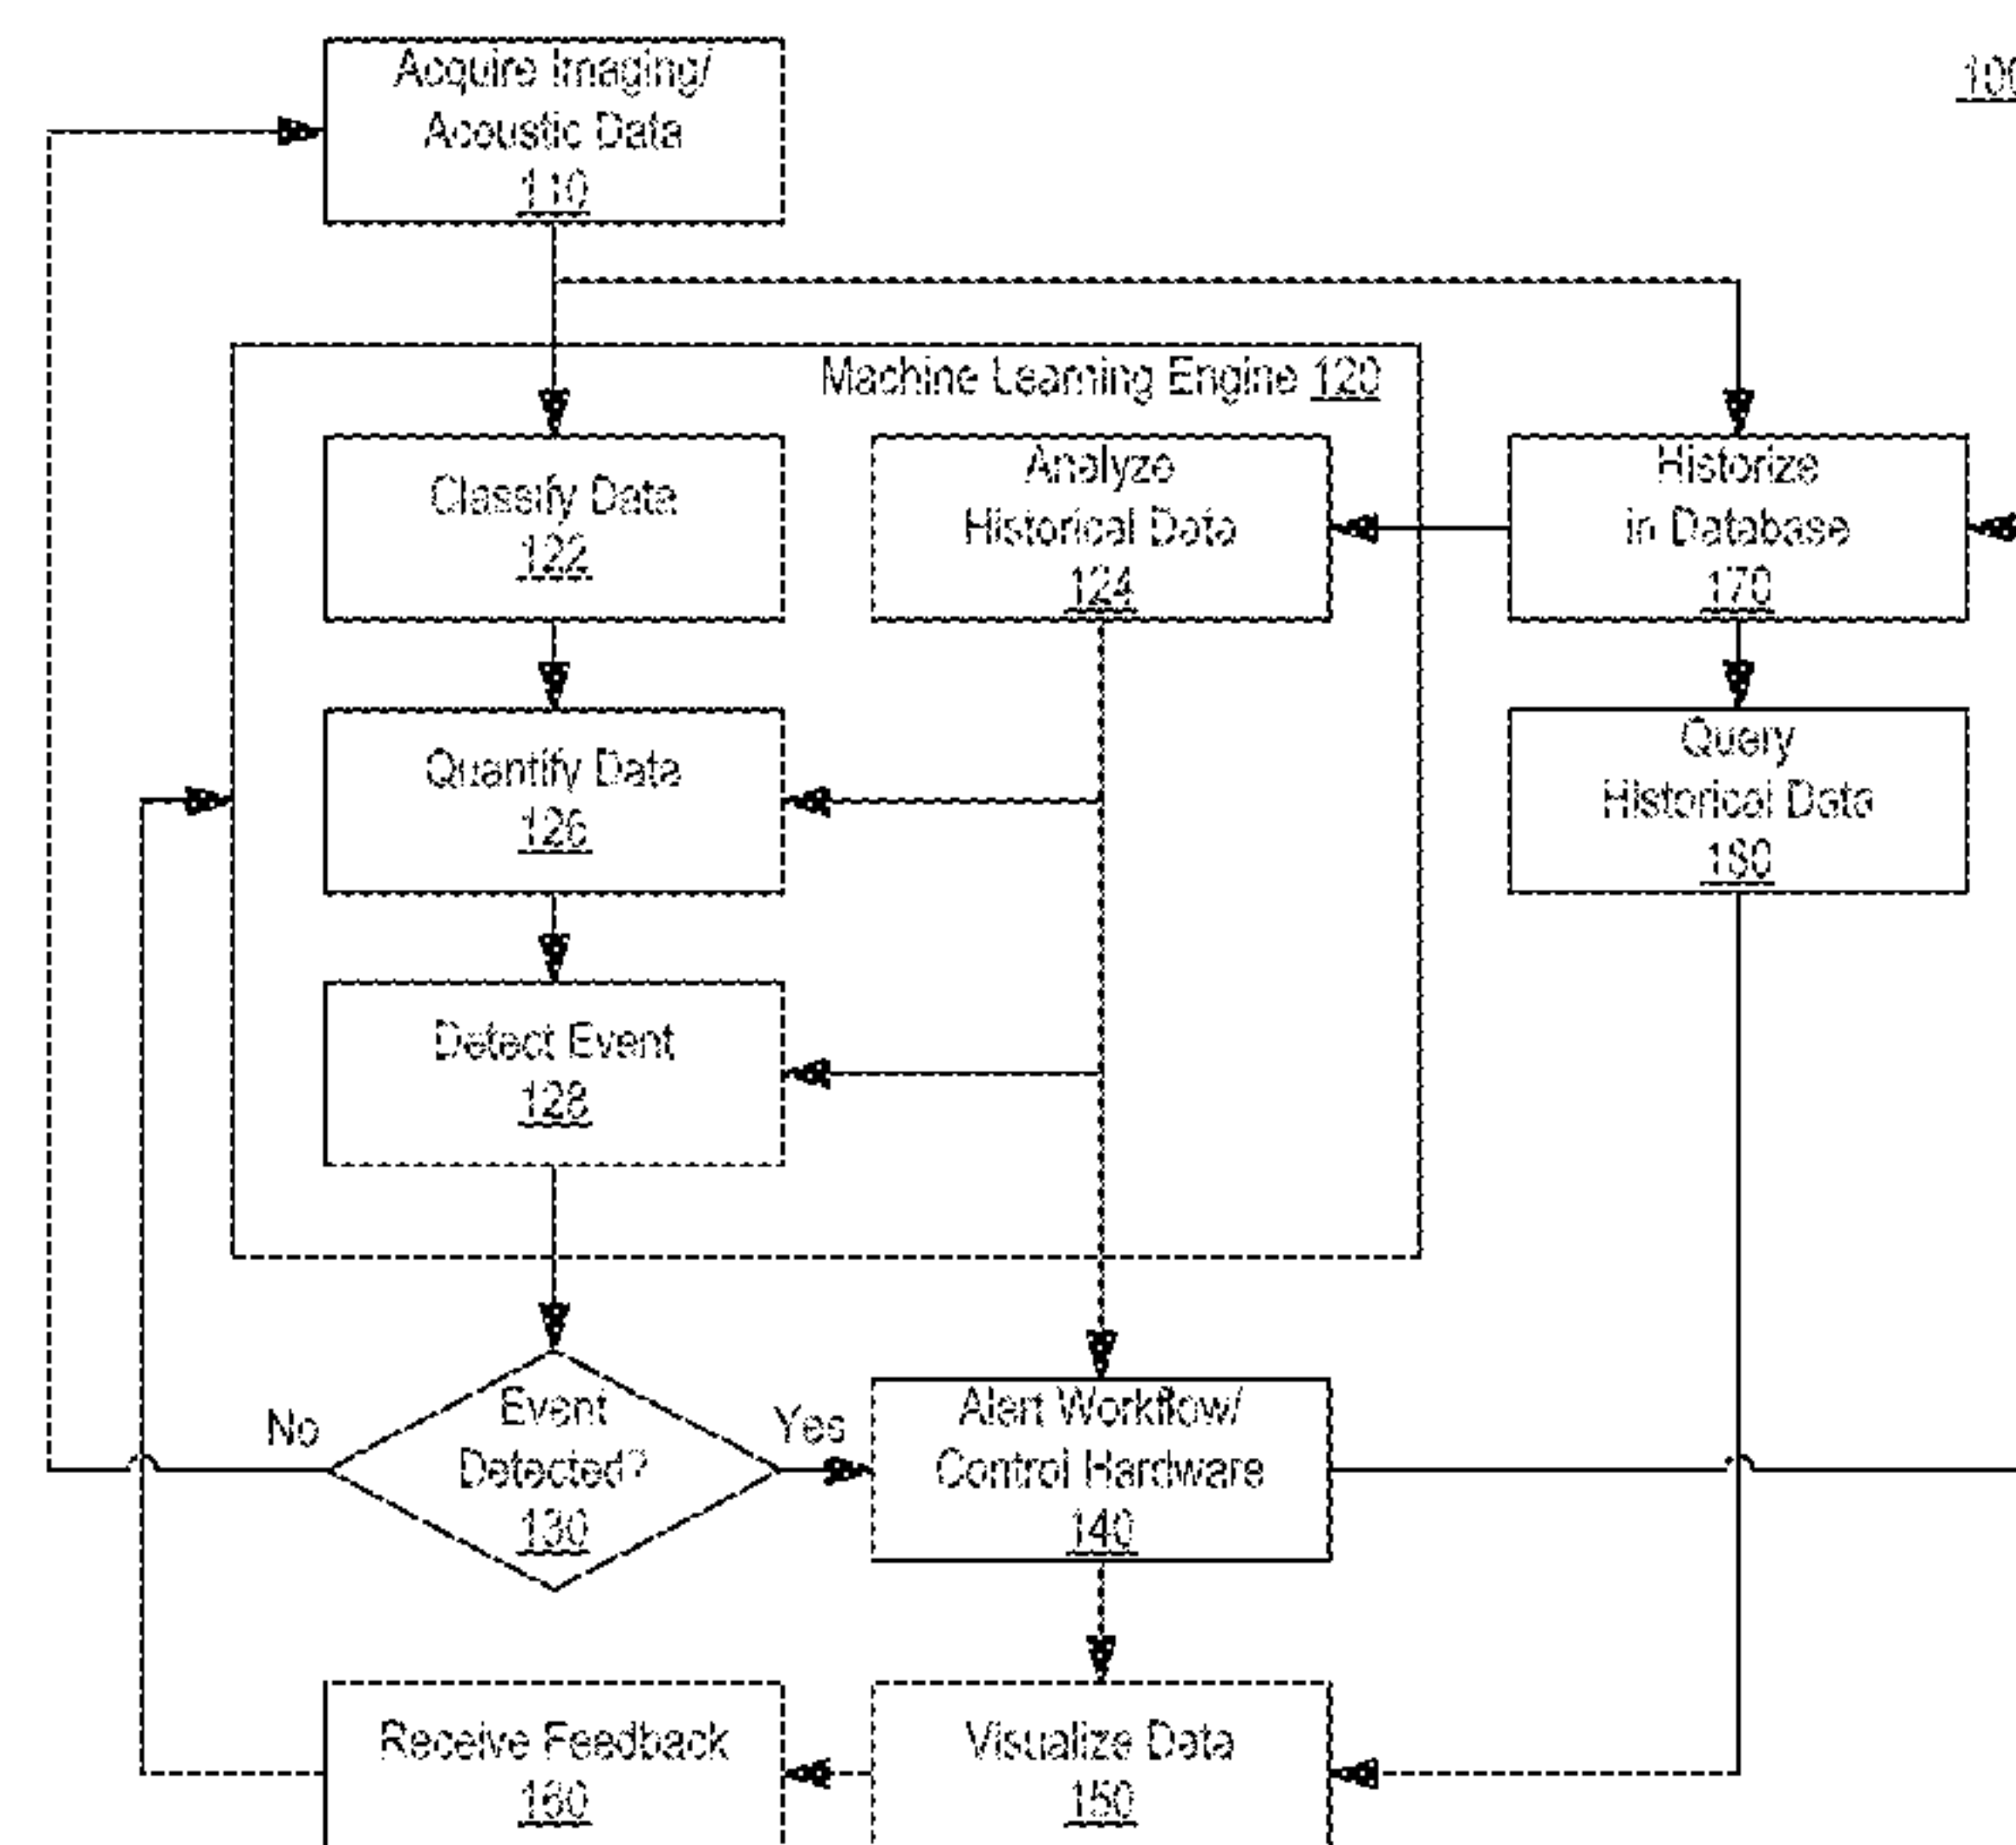 Acquire Imaging/
Acoustic Data
110
100
Machine Learning Engine 120
Classify Data
122
Analyze
Historical Data
124
Historize
in Database
170
Quantify Data
126
Query
Historical Data
180
Detect Event
128
No
Event
Detected?
130
Yes
Alert Workflow/
Control Hardware
140
Receive Feedback
160
Visualize Data
150